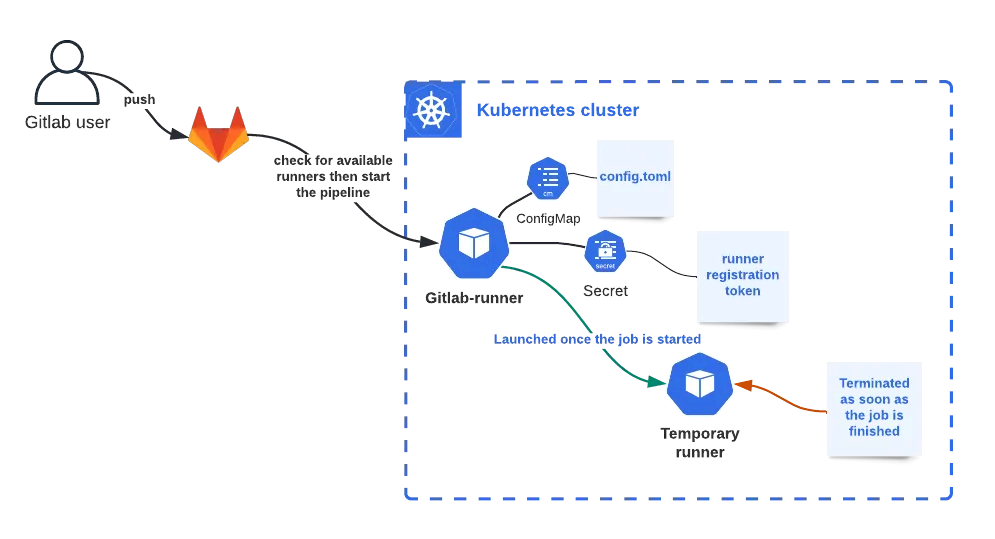 Gitlab user
push
check for available
runners then start
the pipeline
Kubernetes cluster
cm
ConfigMap
config.toml
Gitlab-runner
secret
Secret
runner
registration
token
Launched once the job is started
Temporary
runner
Terminated
as soon as
the job is
finished